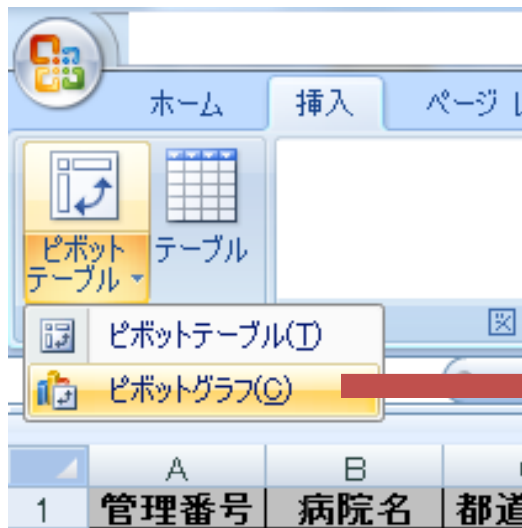 ホーム 挿入 ページ
ピボット
テーブル テーブル
ピボットテーブル(T)
ピボットグラフ(C)
A B
1 管理番号 病院名 都道